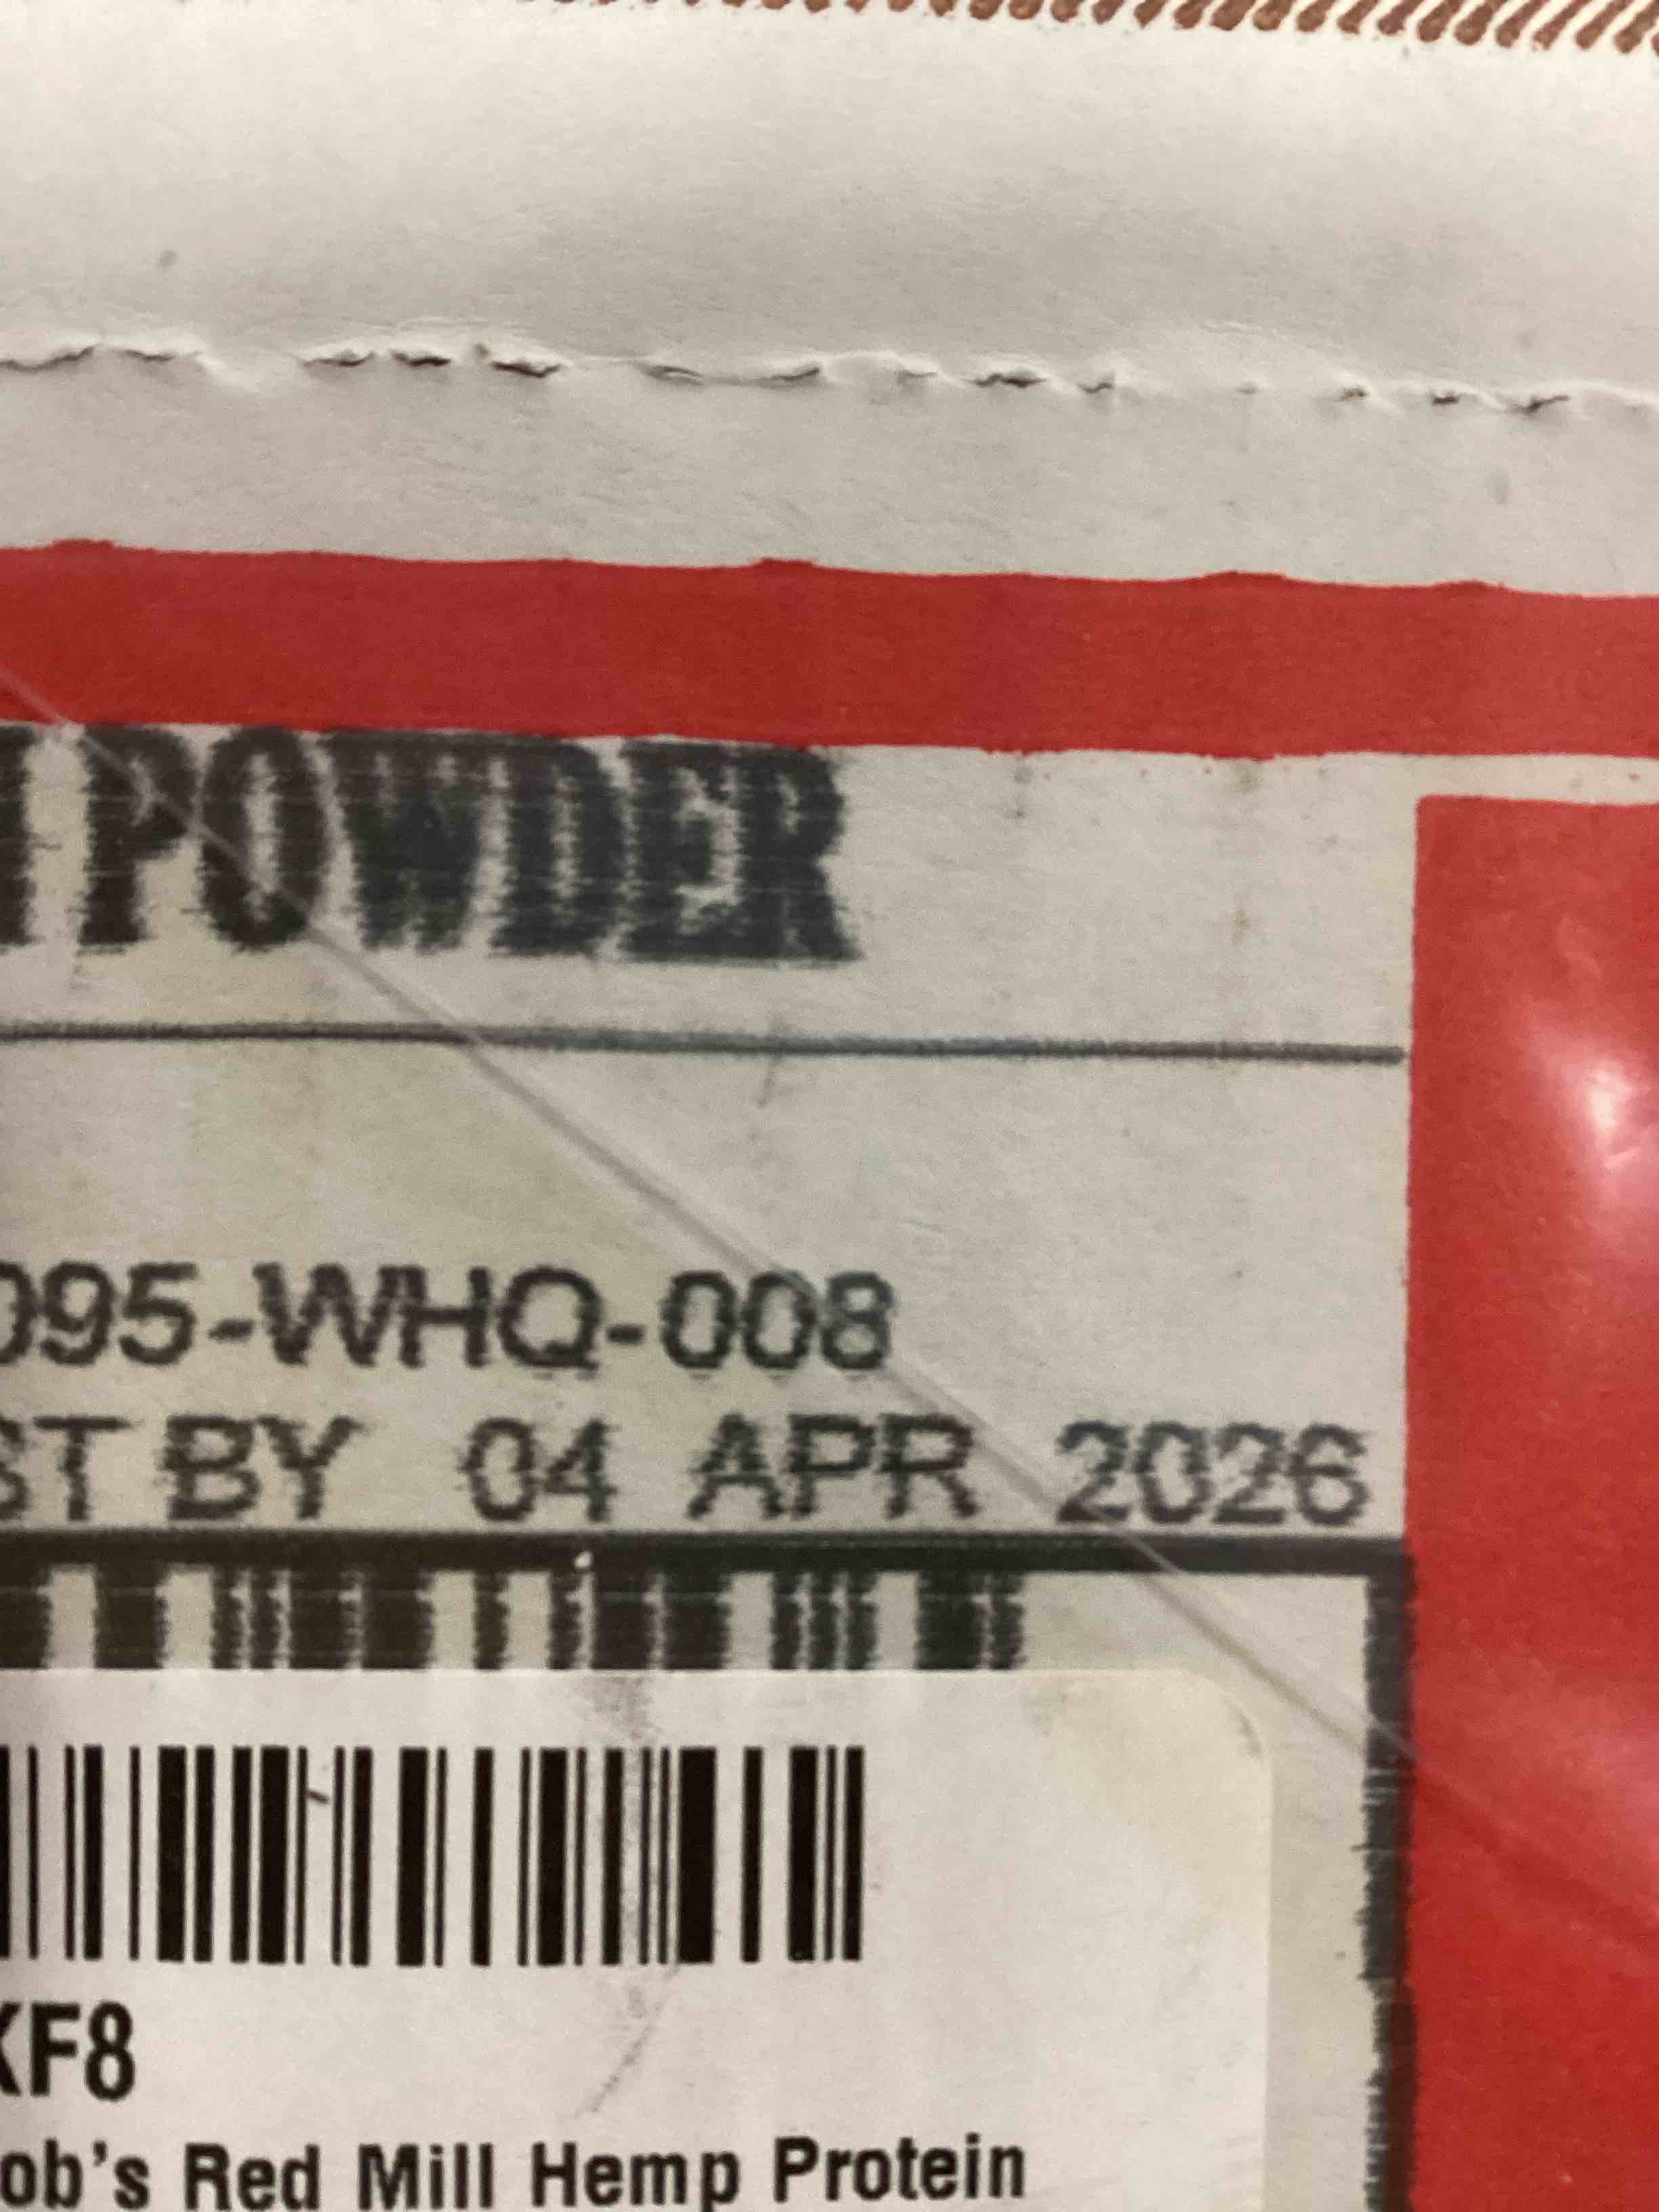 POWDER
095-WHQ-008
ST BY 04 APR 2026
KF8
ob's Red Mill Hemp Protein